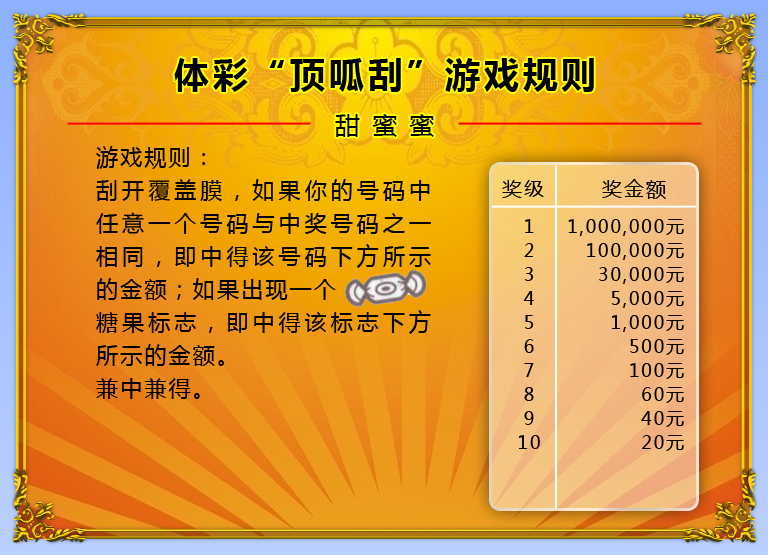 体彩“顶呱刮”游戏规则
甜蜜蜜
游戏规则：
刮开覆盖膜，如果你的号码中
任意一个号码与中奖号码之一
相同，即中得该号码下方所示
的金额；如果出现一个
糖果标志，即中得该标志下方
所示的金额。
兼中兼得。
奖级 奖金额
1 1,000,000元
2 100,000元
3 30,000元
4 5,000元
5 1,000元
6 500元
7 100元
8 60元
9 40元
10 20元